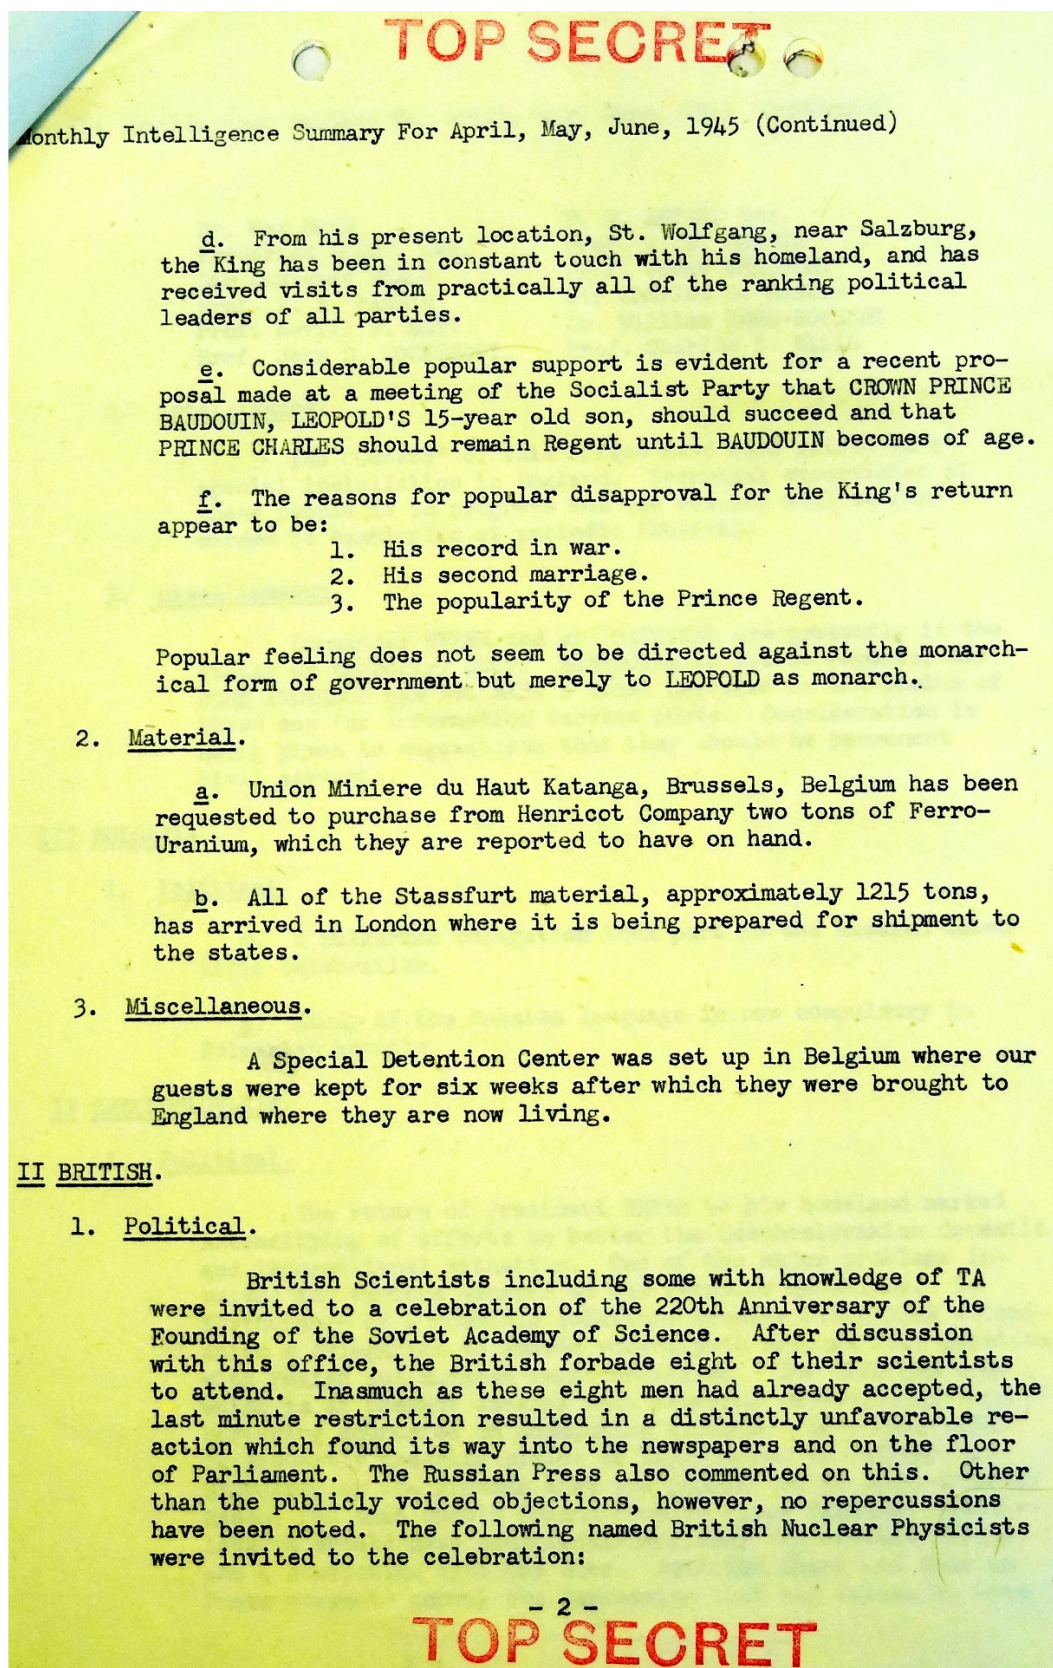 TOP SECRET
Monthly Intelligence Summary For April, May, June, 1945 (Continued)
d. From his present location, St. Wolfgang, near Salzburg,
the King has been in constant touch with his homeland, and has
received visits from practically all of the ranking political
leaders of all parties.
e. Considerable popular support is evident for a recent pro-
posal made at a meeting of the Socialist Party that CROWN PRINCE
BAUDOUIN, LEOPOLD'S 15-year old son, should succeed and that
PRINCE CHARLES should remain Regent until BAUDOUIN becomes of age.
f. The reasons for popular disapproval for the King's return
appear to be:
1. His record in war.
2. His second marriage.
3. The popularity of the Prince Regent.
Popular feeling does not seem to be directed against the monarch-
ical form of government but merely to LEOPOLD as monarch.
2. Material.
a. Union Miniere du Haut Katanga, Brussels, Belgium has been
requested to purchase from Henricot Company two tons of Ferro-
Uranium, which they are reported to have on hand.
b. All of the Stassfurt material, approximately 1215 tons,
has arrived in London where it is being prepared for shipment to
the states.
3. Miscellaneous.
A Special Detention Center was set up in Belgium where our
guests were kept for six weeks after which they were brought to
England where they are now living.
II BRITISH.
1. Political.
British Scientists including some with knowledge of TA
were invited to a celebration of the 220th Anniversary of the
Founding of the Soviet Academy of Science. After discussion
with this office, the British forbade eight of their scientists
to attend. Inasmuch as these eight men had already accepted, the
last minute restriction resulted in a distinctly unfavorable re-
action which found its way into the newspapers and on the floor
of Parliament. The Russian Press also commented on this. Other
than the publicly voiced objections, however, no repercussions
have been noted. The following named British Nuclear Physicists
were invited to the celebration:
- 2 -
TOP SECRET